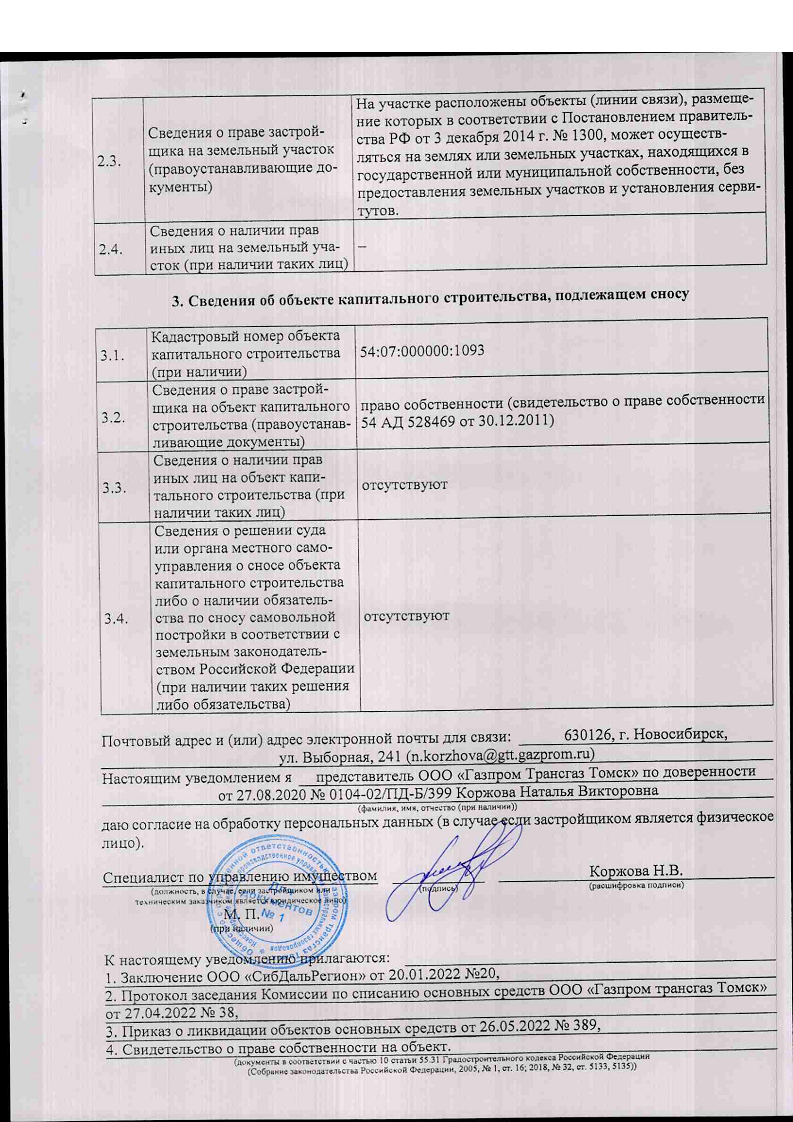 2.3.
Сведения о праве застрой-
щика на земельный участок
(правоустанавливающие до-
кументы)
На участке расположены объекты (линии связи), размеще-
ние которых в соответствии с Постановлением правитель-
ства РФ от 3 декабря 2014 г. № 1300, может осуществ-
ляться на землях или земельных участках, находящихся в
государственной или муниципальной собственности, без
предоставления земельных участков и установления серви-
тутов.
2.4.
Сведения о наличии прав
иных лиц на земельный уча-
сток (при наличии таких лиц)
–
3. Сведения об объекте капитального строительства, подлежащем сносу
3.1.
Кадастровый номер объекта
капитального строительства
(при наличии)
54:07:000000:1093
3.2.
Сведения о праве застрой-
щика на объект капитального
строительства (правоустанав-
ливающие документы)
право собственности (свидетельство о праве собственности
54 АД 528469 от 30.12.2011)
3.3.
Сведения о наличии прав
иных лиц на объект капи-
тального строительства (при
наличии таких лиц)
отсутствуют
3.4.
Сведения о решении суда
или органа местного само-
управления о сносе объекта
капитального строительства
либо о наличии обязатель-
ства по сносу самовольной
постройки в соответствии с
земельным законодатель-
ством Российской Федерации
(при наличии таких решения
либо обязательства)
отсутствуют
Почтовый адрес и (или) адрес электронной почты для связи: 630126, г. Новосибирск,
ул. Выборная, 241 (n.korzhova@gtt.gazprom.ru)
Настоящим уведомлением я представитель ООО «Газпром Трансгаз Томск» по доверенности
от 27.08.2020 № 0104-02/ПД-Б/399 Коржова Наталья Викторовна
(фамилия, имя, отчество (при наличии))
даю согласие на обработку персональных данных (в случае если застройщиком является физическое
лицо).
Специалист по управлению имуществом
Коржова Н.В.
(должность, в случае, если застройщиком или
техническим заказчиком является юридическое лицо)
(подпись)
(расшифровка подписи)
М. П.
(при наличии)
Для
документов
№ 1
К настоящему уведомлению прилагаются:
1. Заключение ООО «СибДальРегион» от 20.01.2022 №20,
2. Протокол заседания Комиссии по списанию основных средств ООО «Газпром трансгаз Томск»
от 27.04.2022 № 38,
3. Приказ о ликвидации объектов основных средств от 26.05.2022 № 389,
4. Свидетельство о праве собственности на объект.
(документы в соответствии с частью 10 статьи 55.31 Градостроительного кодекса Российской Федерации
(Собрание законодательства Российской Федерации, 2005, № 1, ст. 16; 2018, № 32, ст. 5133, 5135))